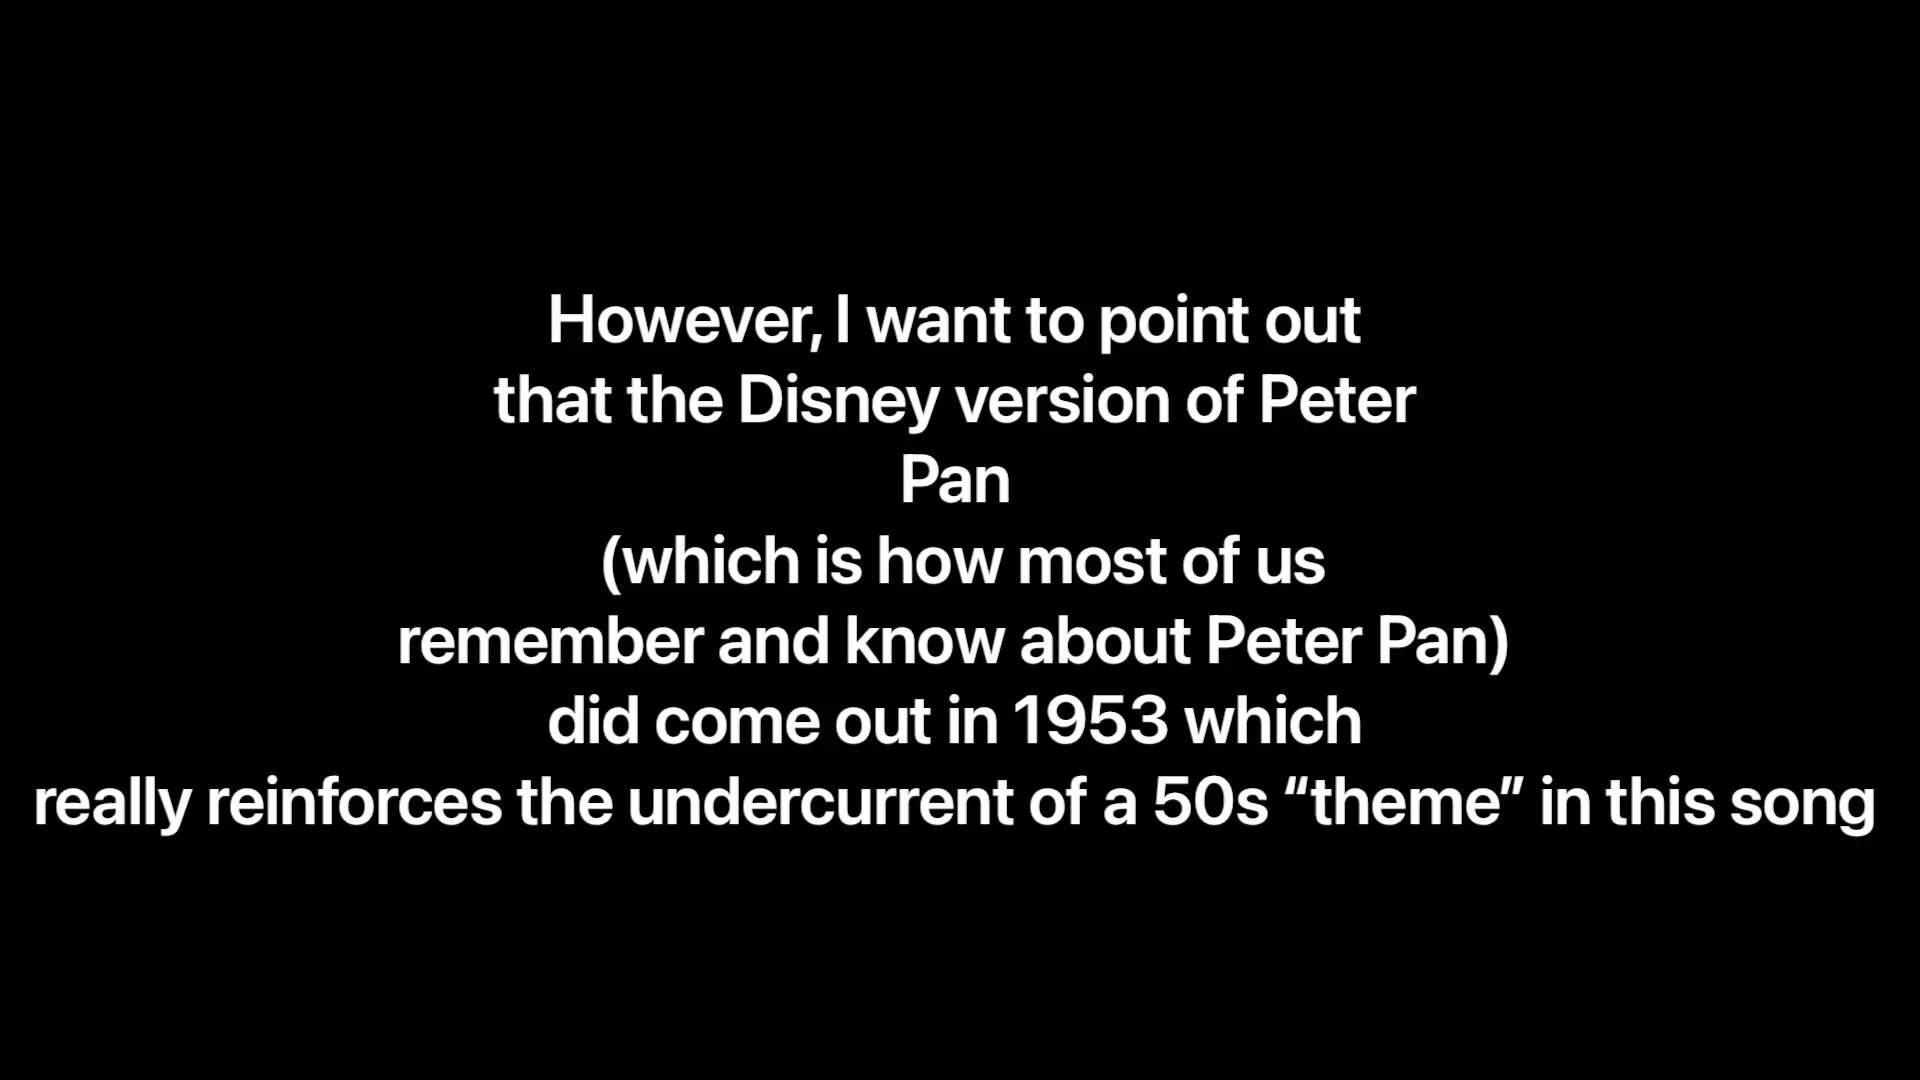 However, I want to point out
that the Disney version of Peter
Pan
(which is how most of us
remember and know about Peter Pan)
did come out in 1953 which
really reinforces the undercurrent of a 50s “theme” in this song